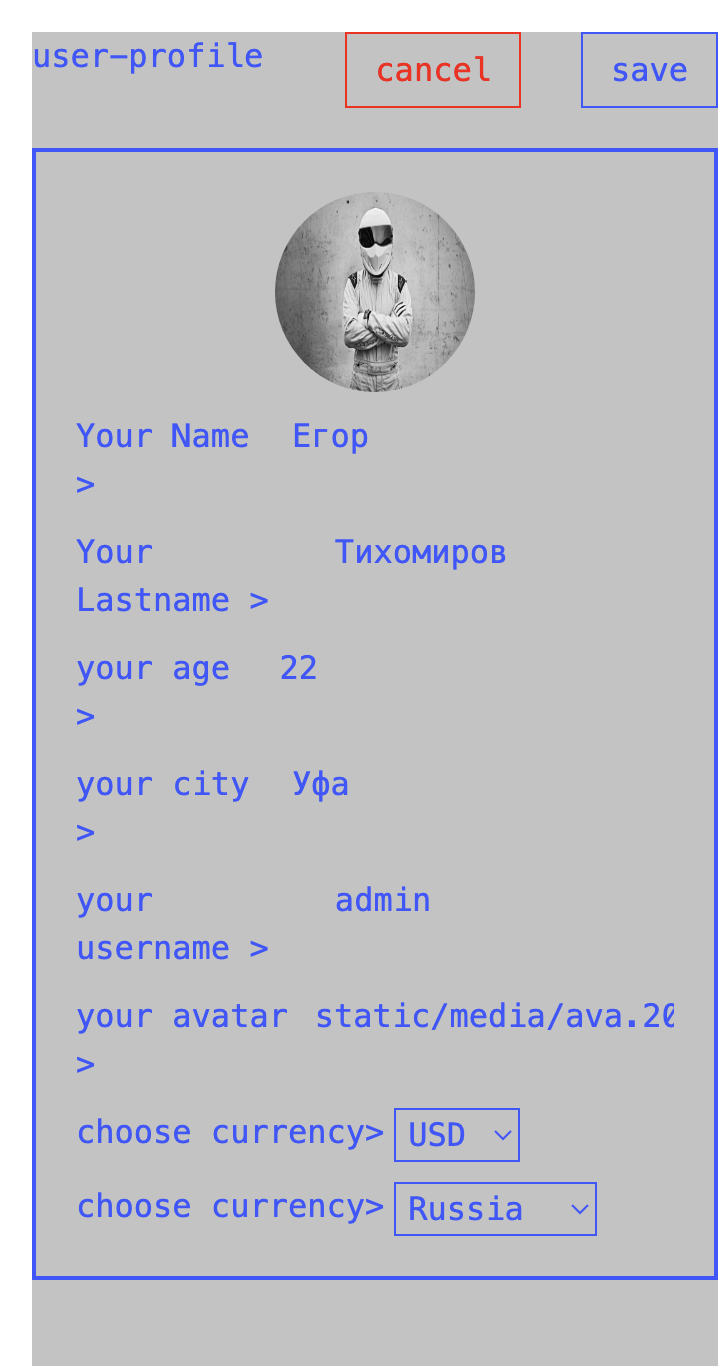 user-profile cancel save
Your Name > Егор
Your Lastname > Тихомиров
your age > 22
your city > Уфа
your username > admin
your avatar > static/media/ava.20
choose currency> USD
choose currency> Russia